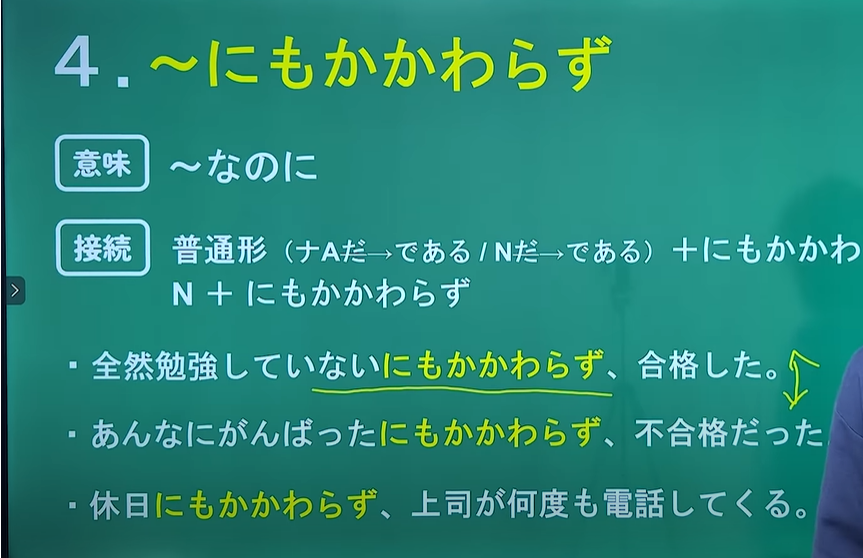 4.～にもかかわらず
意味 ～なのに
接続 普通形（ナAだ→である / Nだ→である）＋にもかかわ
N ＋ にもかかわらず
・全然勉強していないにもかかわらず、合格した。
・あんなにがんばったにもかかわらず、不合格だった
・休日にもかかわらず、上司が何度も電話してくる。